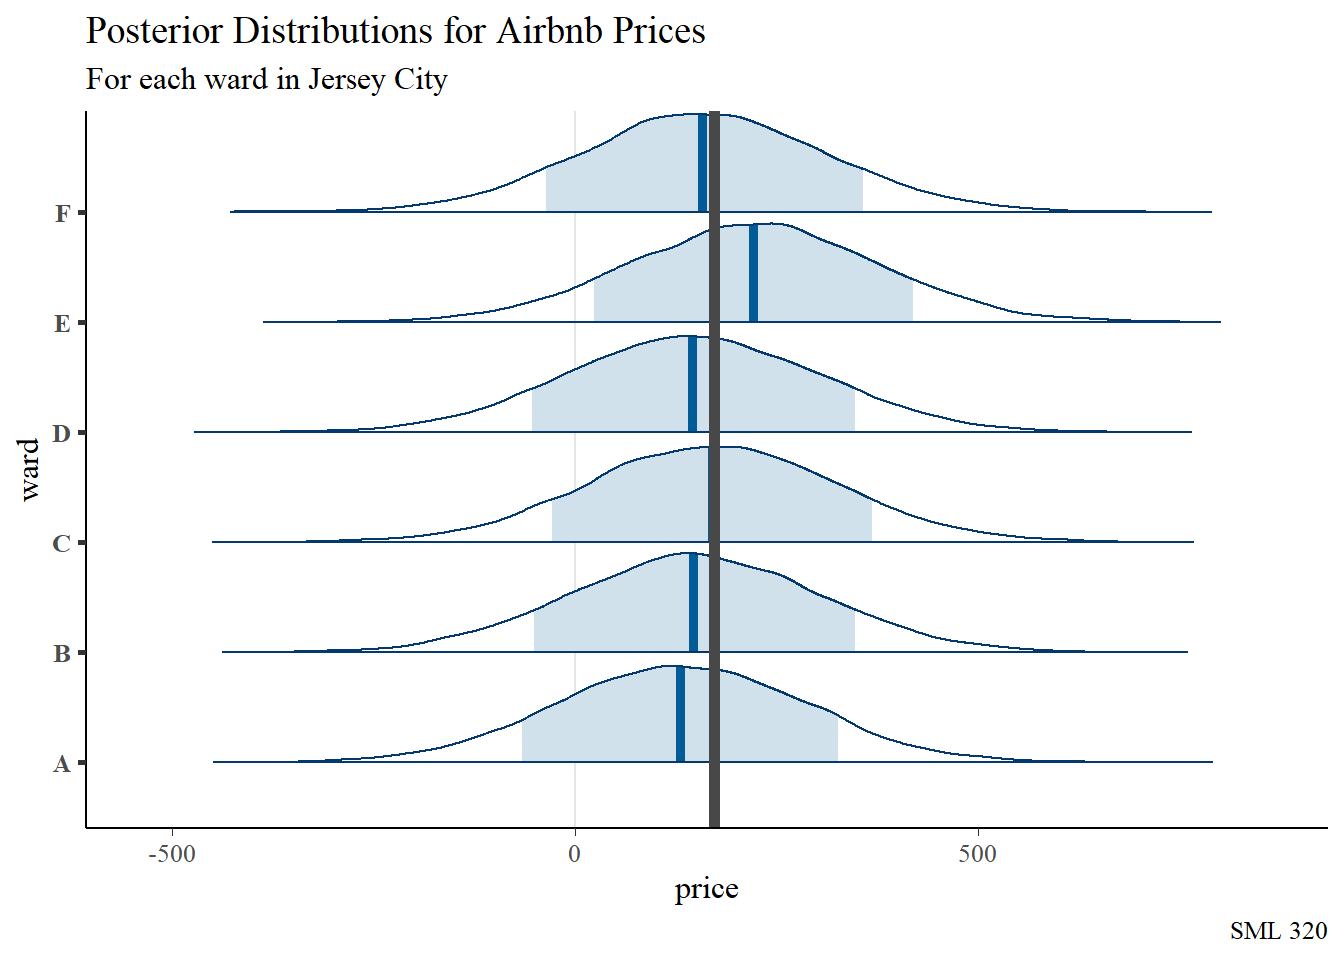 Posterior Distributions for Airbnb Prices
For each ward in Jersey City
F
E
D
C
B
A
ward
-500 0 500
price
SML 320